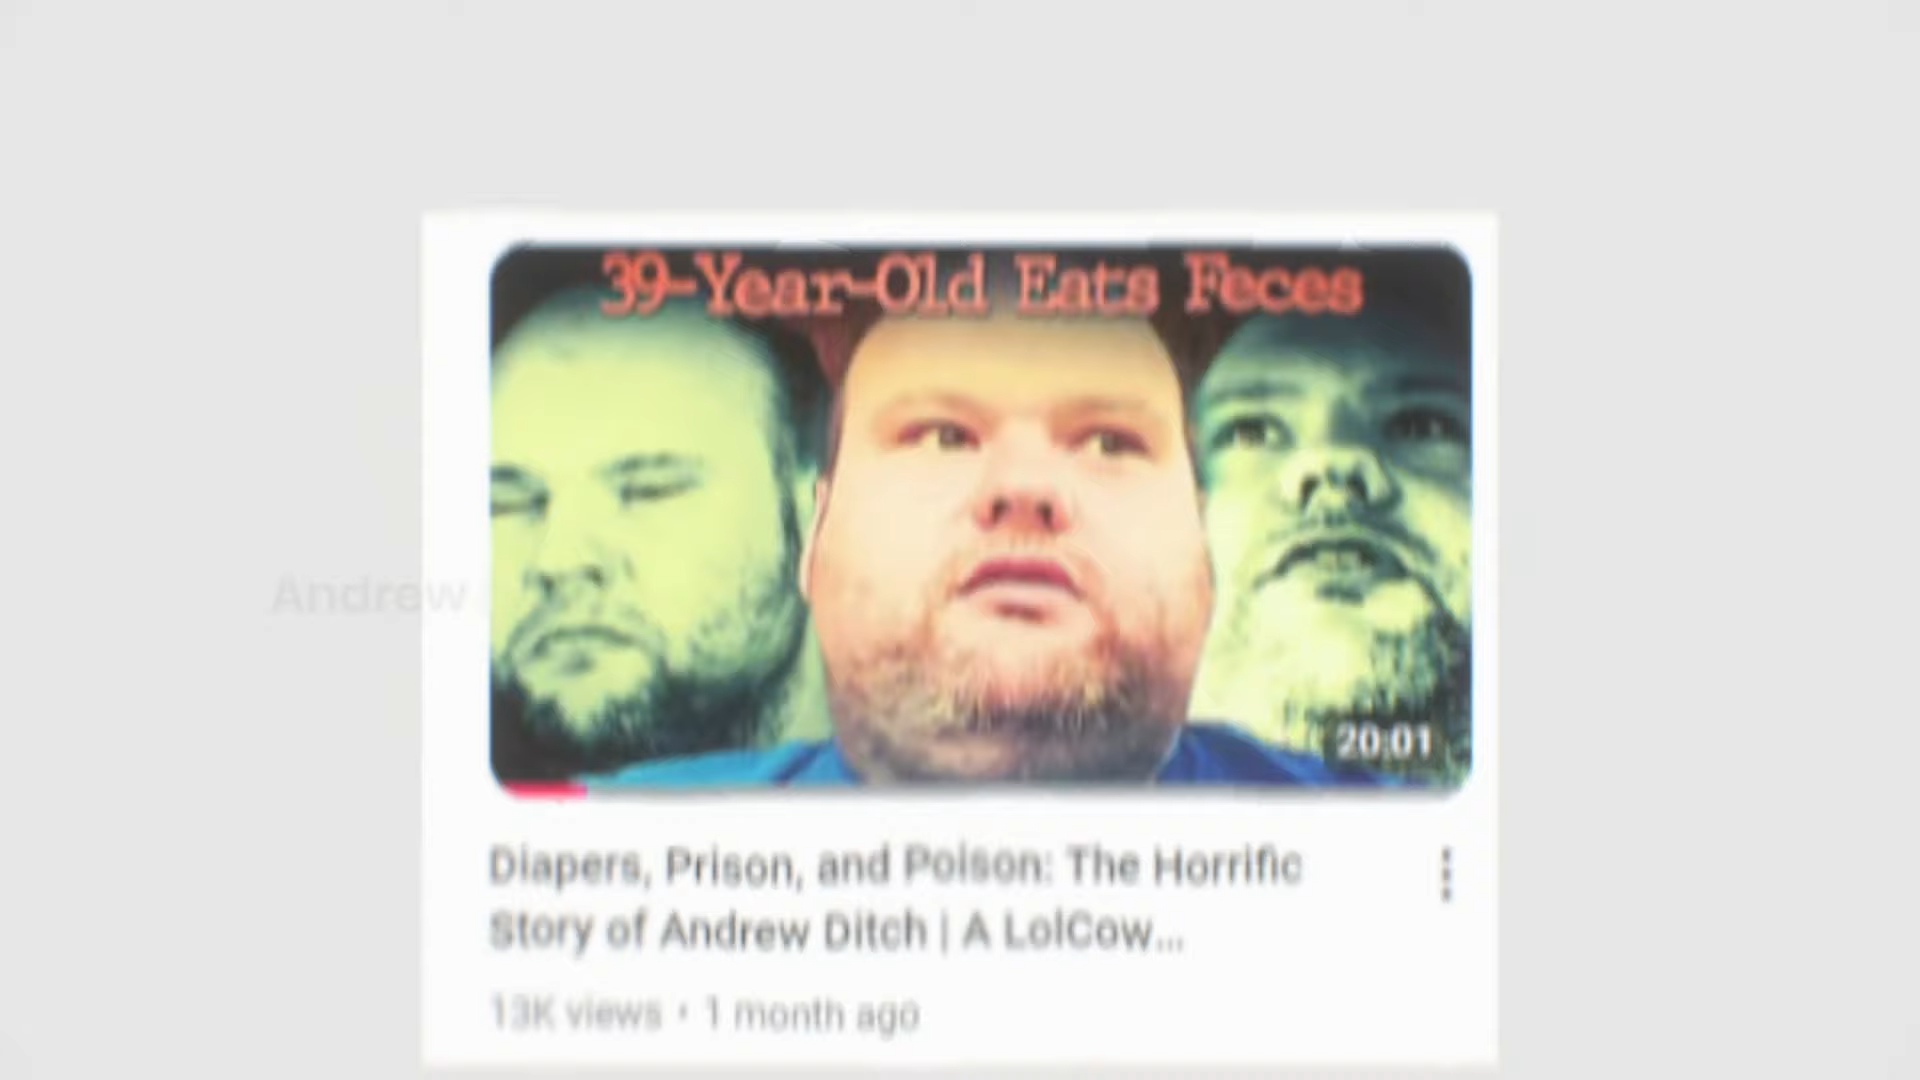 39-Year-Old Eats Feces
Andrew
20:01
Diapers, Prison, and Poison: The Horrific
Story of Andrew Ditch | A LolCow...
13K views • 1 month ago